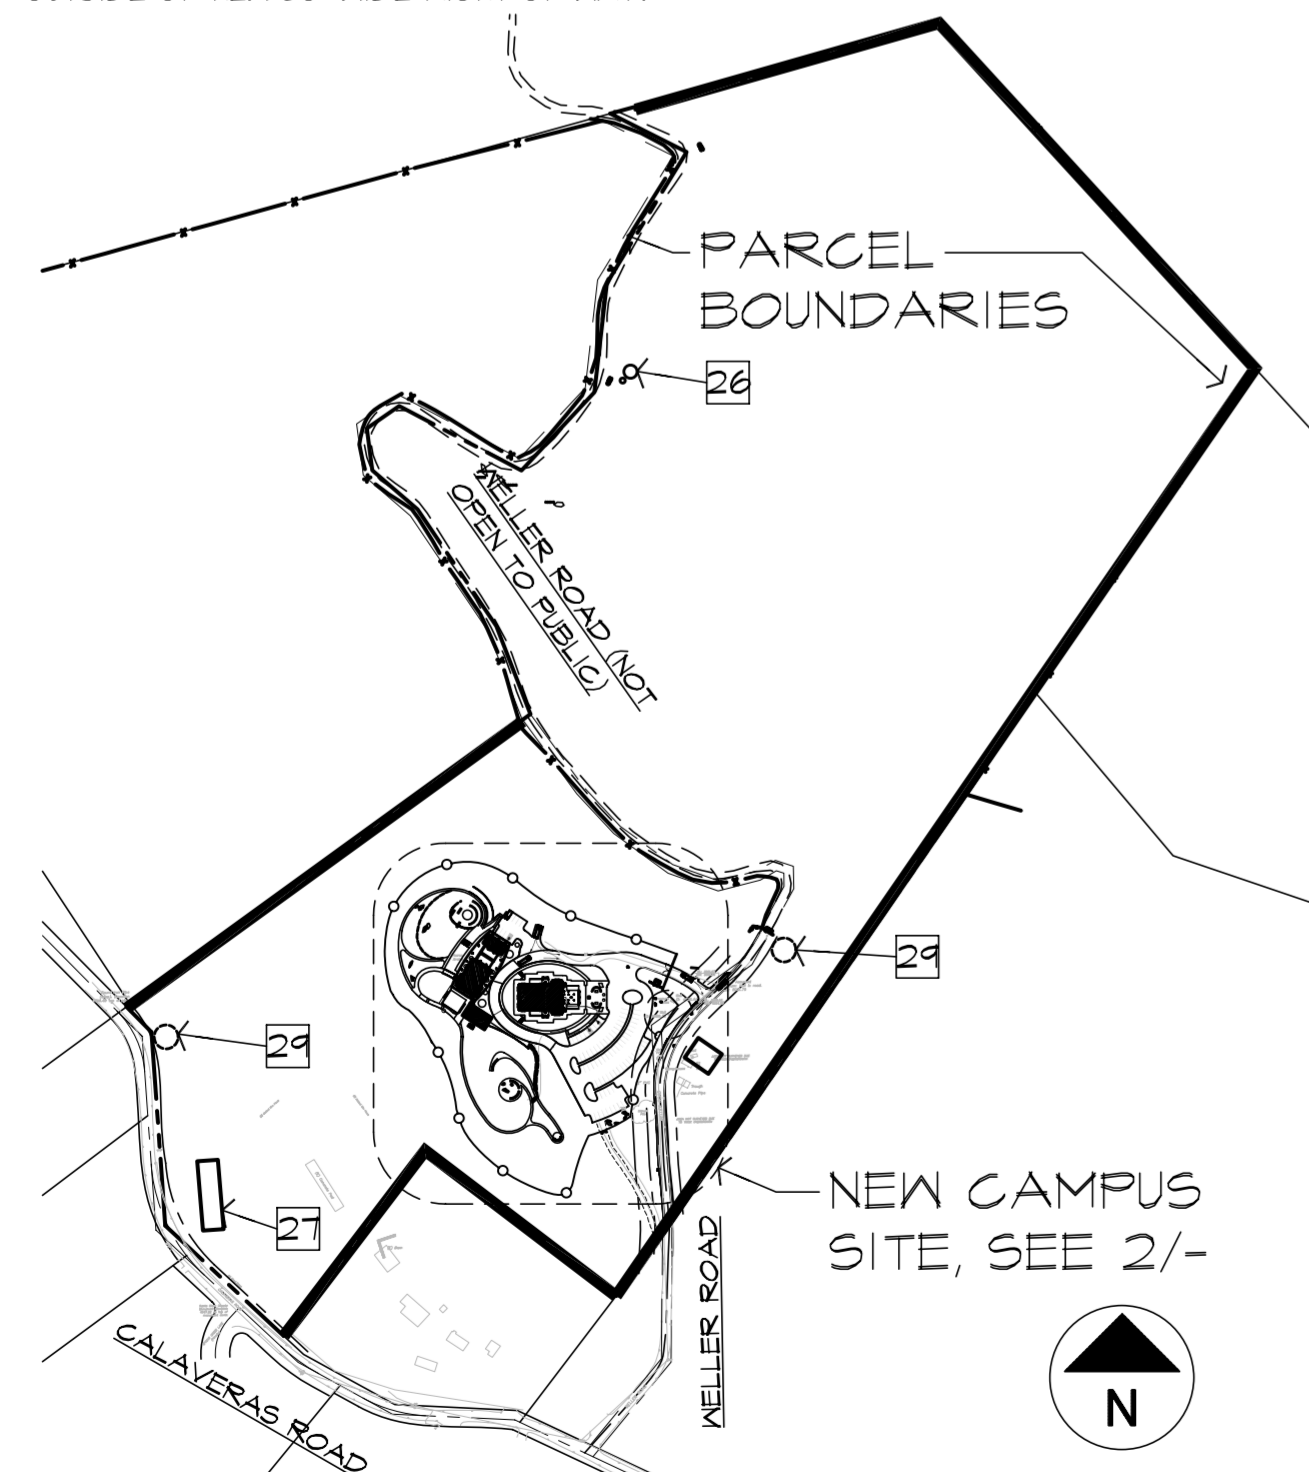 PARCEL
BOUNDARIES
26
WELLER ROAD (NOT
OPEN TO PUBLIC)
29
29
27
NEW CAMPUS
SITE, SEE 2/-
WELLER ROAD
CALAVERAS ROAD
N